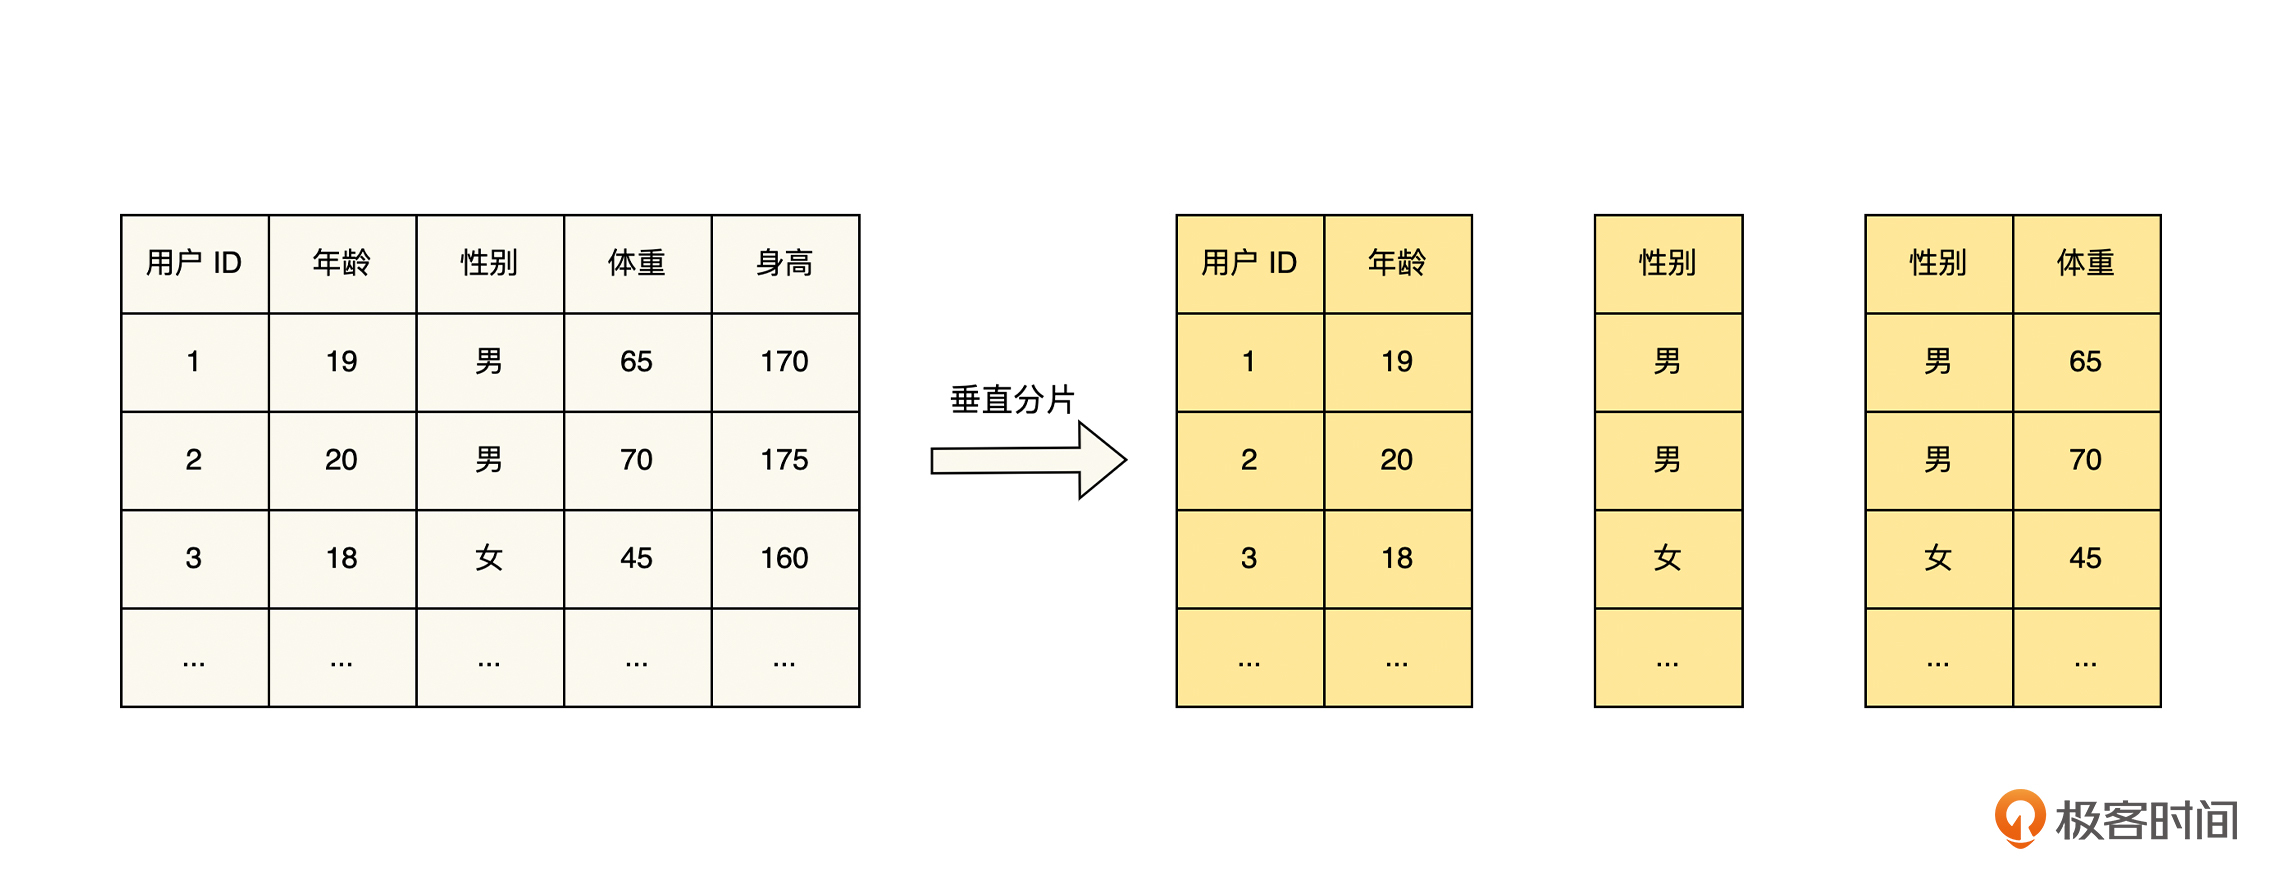 用户 ID 年龄 性别 体重 身高
1 19 男 65 170
2 20 男 70 175
3 18 女 45 160
... ... ... ... ...
垂直分片
用户 ID 年龄
1 19
2 20
3 18
... ...
性别
男
男
女
...
性别 体重
男 65
男 70
女 45
... ...
极客时间